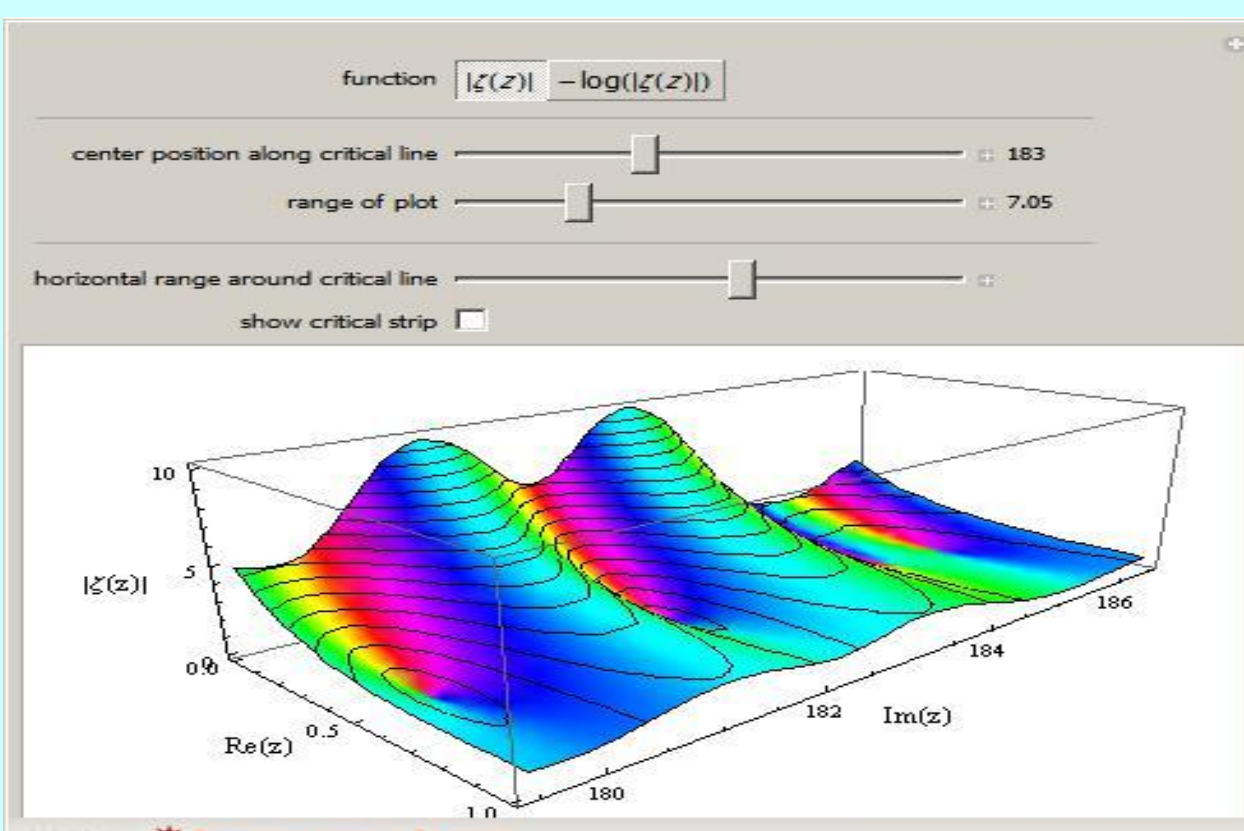 function |ζ(z)| −log(|ζ(z)|)
center position along critical line 183
range of plot 7.05
horizontal range around critical line
show critical strip
10
5
|ζ(z)|
0
0.0
0.5
Re(z)
1.0
180
182
Im(z)
184
186